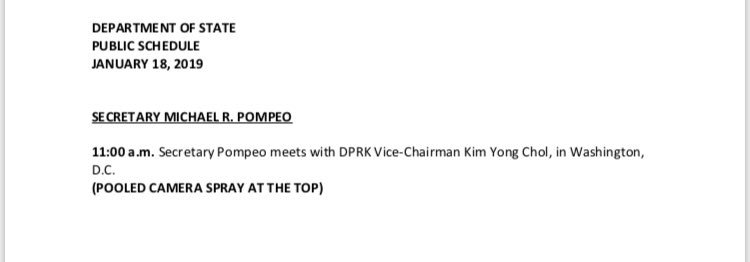 DEPARTMENT OF STATE
PUBLIC SCHEDULE
JANUARY 18, 2019
SECRETARY MICHAEL R. POMPEO
11:00 a.m. Secretary Pompeo meets with DPRK Vice-Chairman Kim Yong Chol, in Washington,
D.C.
(POOLED CAMERA SPRAY AT THE TOP)